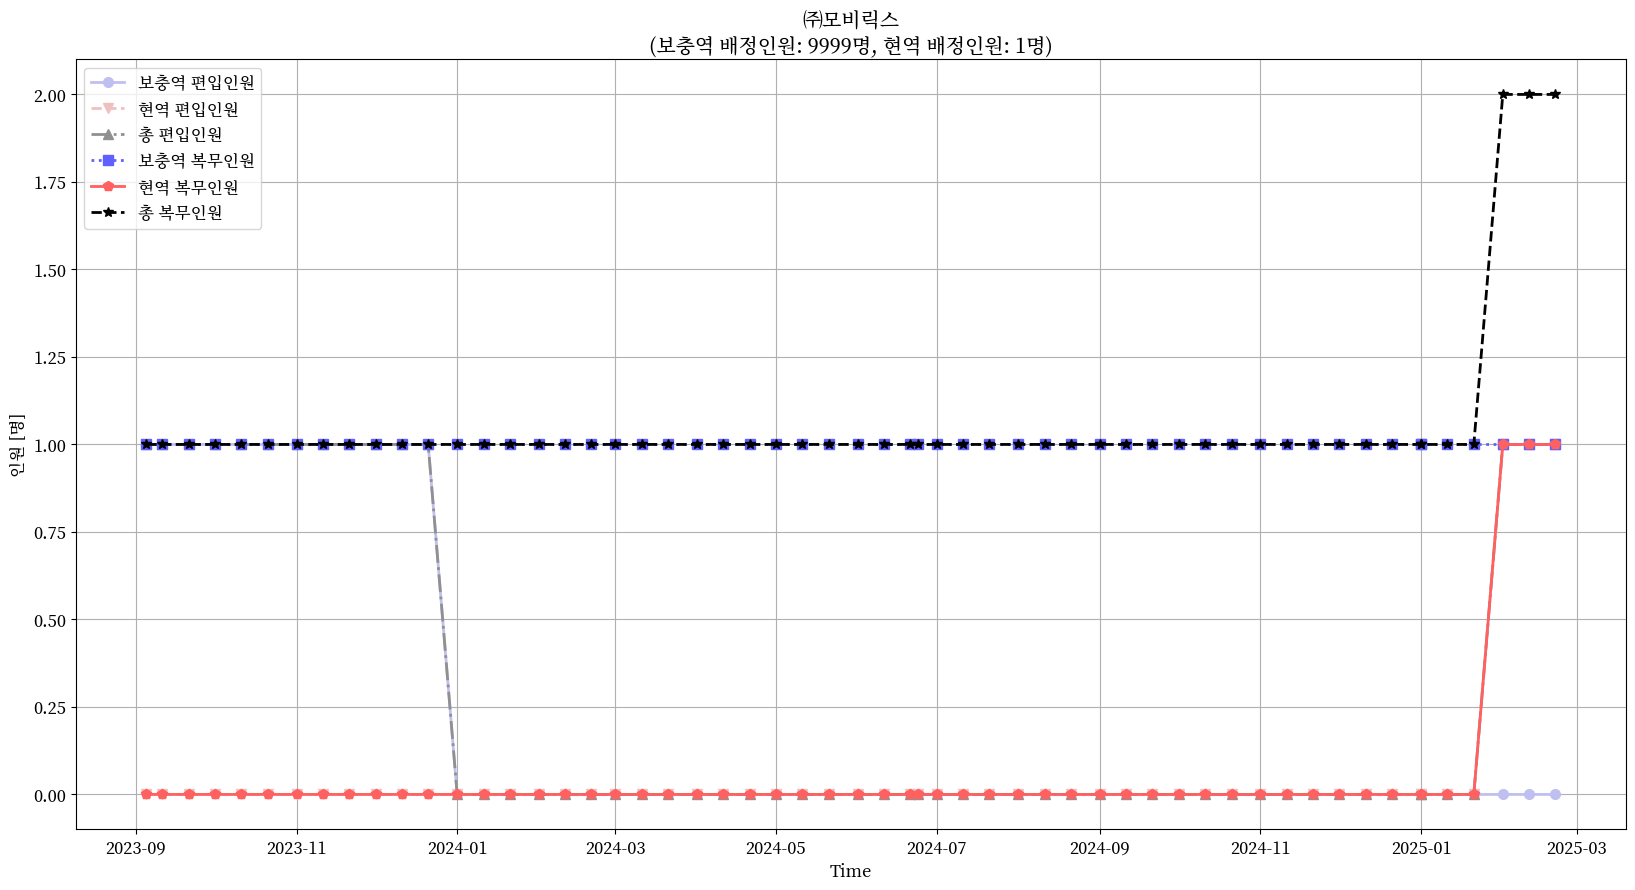 ㈜모비릭스
(보충역 배정인원: 9999명, 현역 배정인원: 1명)
보충역 편입인원
현역 편입인원
총 편입인원
보충역 복무인원
현역 복무인원
총 복무인원
2.00
1.75
1.50
1.25
1.00
0.75
0.50
0.25
0.00
인원 [명]
2023-09 2023-11 2024-01 2024-03 2024-05 2024-07 2024-09 2024-11 2025-01 2025-03
Time